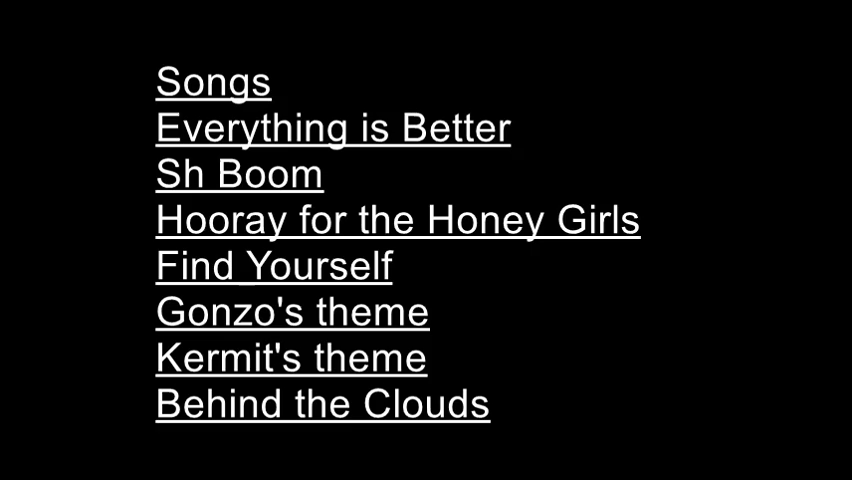 Songs
Everything is Better
Sh Boom
Hooray for the Honey Girls
Find Yourself
Gonzo's theme
Kermit's theme
Behind the Clouds